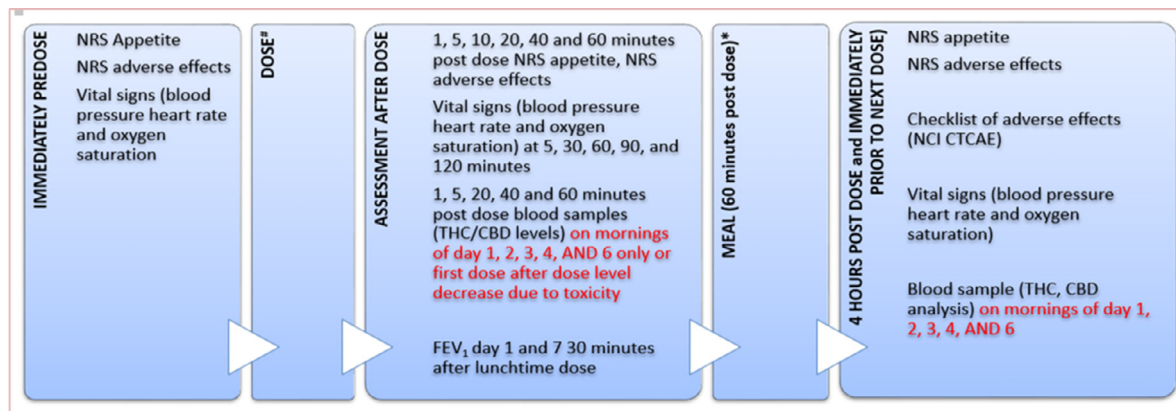 IMMEDIATELY PREDOSE
NRS Appetite
NRS adverse effects
Vital signs (blood
pressure heart rate
and oxygen
saturation
DOSE#
ASSESSMENT AFTER DOSE
1, 5, 10, 20, 40 and 60 minutes
post dose NRS appetite, NRS
adverse effects
Vital signs (blood pressure
heart rate and oxygen
saturation) at 5, 30, 60, 90, and
120 minutes
1, 5, 20, 40 and 60 minutes
post dose blood samples
(THC/CBD levels) on mornings
of day 1, 2, 3, 4, AND 6 only or
first dose after dose level
decrease due to toxicity
FEV₁ day 1 and 7 30 minutes
after lunchtime dose
MEAL (60 minutes post dose)*
4 HOURS POST DOSE and IMMEDIATELY
PRIOR TO NEXT DOSE)
NRS appetite
NRS adverse effects
Checklist of adverse effects
(NCI CTCAE)
Vital signs (blood pressure
heart rate and oxygen
saturation)
Blood sample (THC, CBD
analysis) on mornings of day 1,
2, 3, 4, AND 6